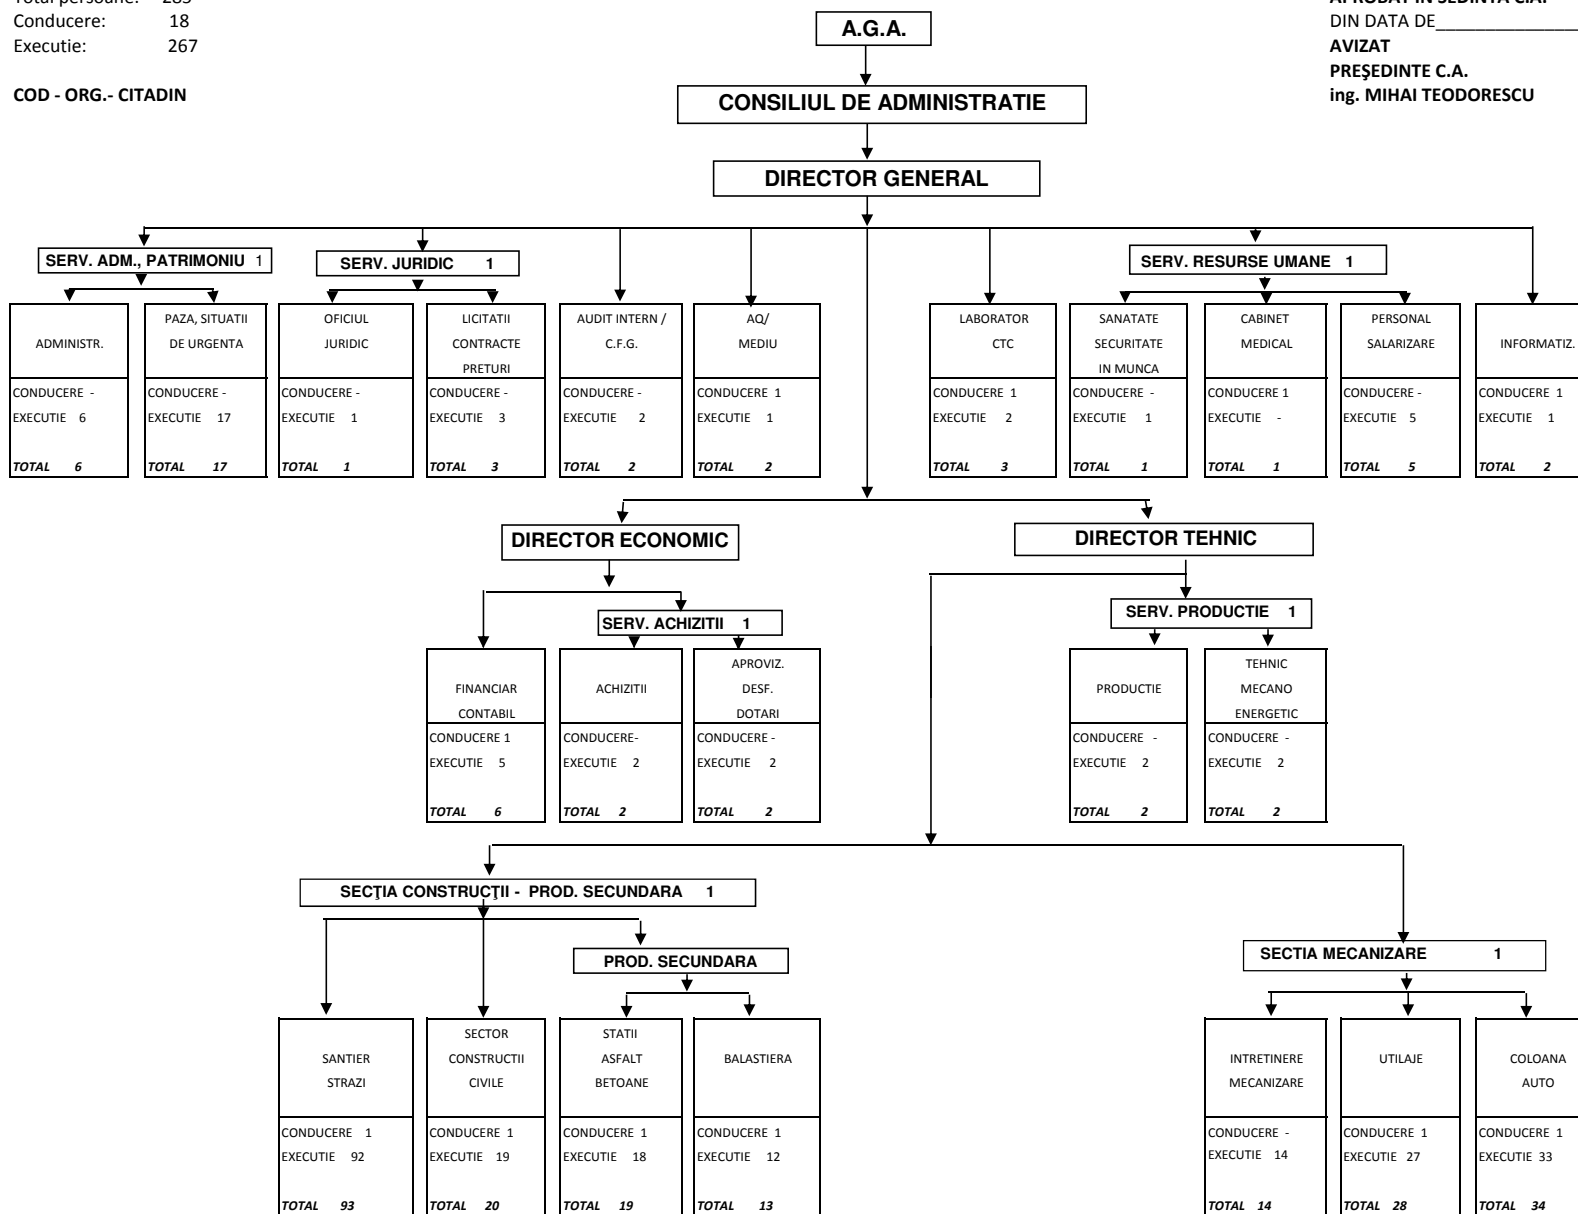 Total persoane: 285
Conducere: 18
Executie: 267
COD - ORG.- CITADIN
APROBAT IN SEDINTA C.A.
DIN DATA DE_______________
AVIZAT
PREŞEDINTE C.A.
ing. MIHAI TEODORESCU
A.G.A.
CONSILIUL DE ADMINISTRATIE
DIRECTOR GENERAL
SERV. ADM., PATRIMONIU 1
SERV. JURIDIC 1
SERV. RESURSE UMANE 1
ADMINISTR.
CONDUCERE -
EXECUTIE 6
TOTAL 6
PAZA, SITUATII
DE URGENTA
CONDUCERE -
EXECUTIE 17
TOTAL 17
OFICIUL
JURIDIC
CONDUCERE -
EXECUTIE 1
TOTAL 1
LICITATII
CONTRACTE
PRETURI
CONDUCERE -
EXECUTIE 3
TOTAL 3
AUDIT INTERN /
C.F.G.
CONDUCERE -
EXECUTIE 2
TOTAL 2
AQ/
MEDIU
CONDUCERE 1
EXECUTIE 1
TOTAL 2
LABORATOR
CTC
CONDUCERE 1
EXECUTIE 2
TOTAL 3
SANATATE
SECURITATE
IN MUNCA
CONDUCERE -
EXECUTIE 1
TOTAL 1
CABINET
MEDICAL
CONDUCERE 1
EXECUTIE -
TOTAL 1
PERSONAL
SALARIZARE
CONDUCERE -
EXECUTIE 5
TOTAL 5
INFORMATIZ.
CONDUCERE 1
EXECUTIE 1
TOTAL 2
DIRECTOR ECONOMIC
DIRECTOR TEHNIC
SERV. ACHIZITII 1
SERV. PRODUCTIE 1
FINANCIAR
CONTABIL
CONDUCERE 1
EXECUTIE 5
TOTAL 6
ACHIZITII
CONDUCERE-
EXECUTIE 2
TOTAL 2
APROVIZ.
DESF.
DOTARI
CONDUCERE -
EXECUTIE 2
TOTAL 2
PRODUCTIE
CONDUCERE -
EXECUTIE 2
TOTAL 2
TEHNIC
MECANO
ENERGETIC
CONDUCERE -
EXECUTIE 2
TOTAL 2
SECŢIA CONSTRUCŢII - PROD. SECUNDARA 1
PROD. SECUNDARA
SECTIA MECANIZARE 1
SANTIER
STRAZI
CONDUCERE 1
EXECUTIE 92
TOTAL 93
SECTOR
CONSTRUCTII
CIVILE
CONDUCERE 1
EXECUTIE 19
TOTAL 20
STATII
ASFALT
BETOANE
CONDUCERE 1
EXECUTIE 18
TOTAL 19
BALASTIERA
CONDUCERE 1
EXECUTIE 12
TOTAL 13
INTRETINERE
MECANIZARE
CONDUCERE -
EXECUTIE 14
TOTAL 14
UTILAJE
CONDUCERE 1
EXECUTIE 27
TOTAL 28
COLOANA
AUTO
CONDUCERE 1
EXECUTIE 33
TOTAL 34